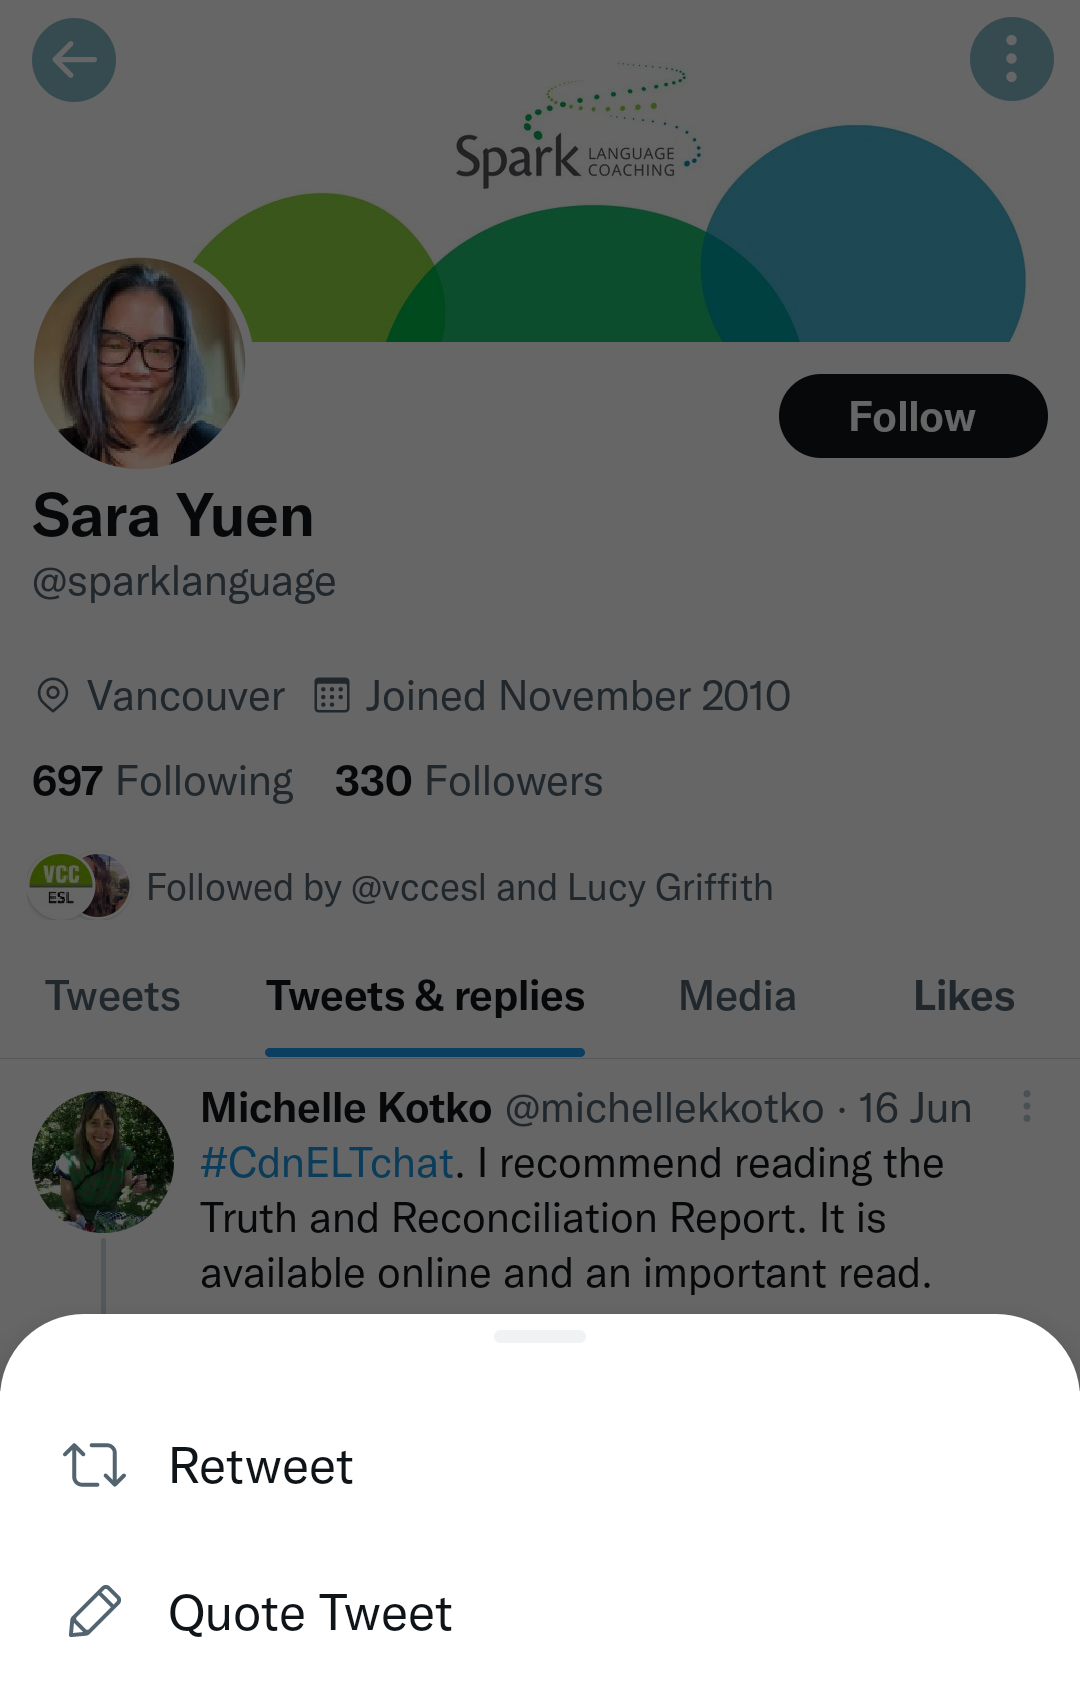 Spark LANGUAGE
COACHING
Follow
Sara Yuen
@sparklanguage
Vancouver Joined November 2010
697 Following 330 Followers
VCC
ESL
Followed by @vccesl and Lucy Griffith
Tweets Tweets & replies Media Likes
Michelle Kotko @michellekkotko · 16 Jun
#CdnELTchat. I recommend reading the
Truth and Reconciliation Report. It is
available online and an important read.
Retweet
Quote Tweet